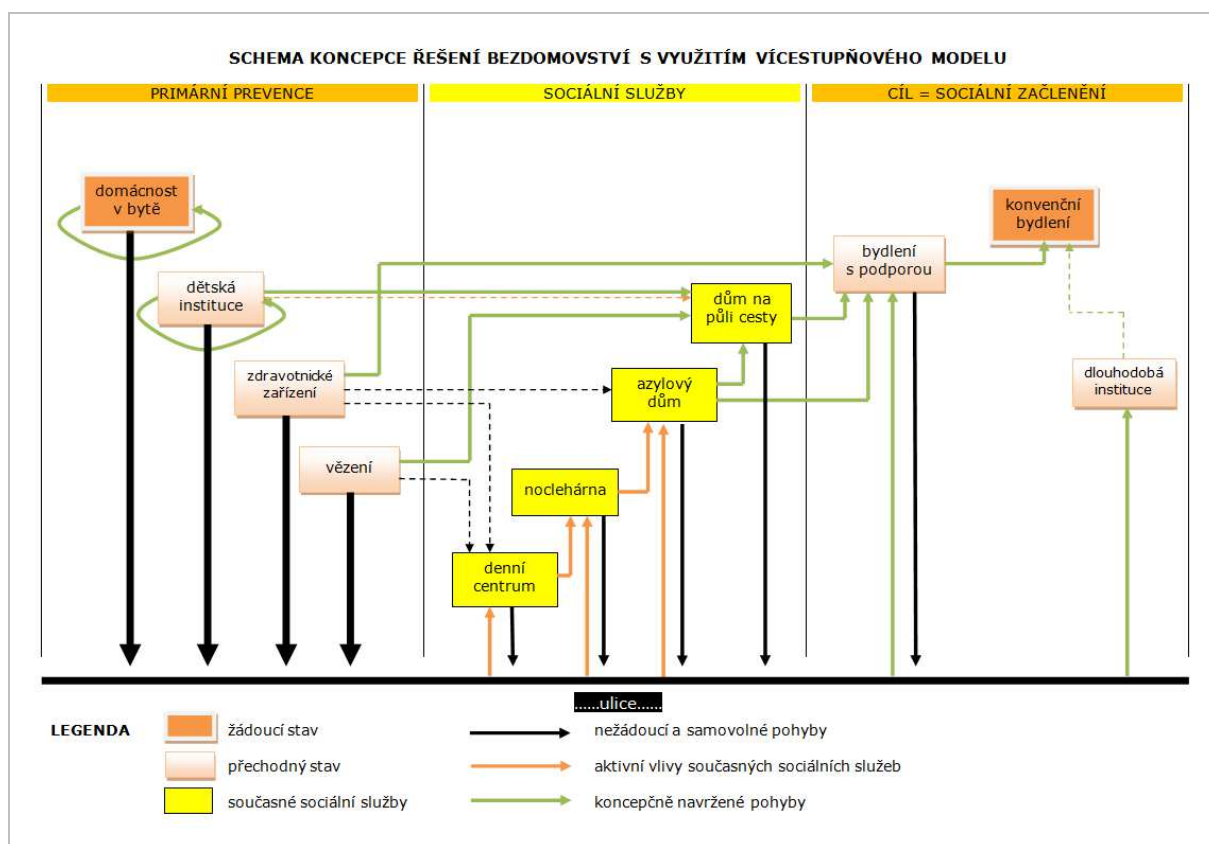 SCHEMA KONCEPCE ŘEŠENÍ BEZDOMOVSTVÍ S VYUŽITÍM VÍCESTUPŇOVÉHO MODELU
PRIMÁRNÍ PREVENCE
SOCIÁLNÍ SLUŽBY
CÍL = SOCIÁLNÍ ZAČLENĚNÍ
domácnost
v bytě
konvenční
bydlení
bydlení
s podporou
dětská
instituce
dům na
půli cesty
zdravotnické
zařízení
azylový
dům
dlouhodobá
instituce
vězení
noclehárna
denní
centrum
......ulice......
LEGENDA
žádoucí stav
nežádoucí a samovolné pohyby
přechodný stav
aktivní vlivy současných sociálních služeb
současné sociální služby
koncepčně navržené pohyby